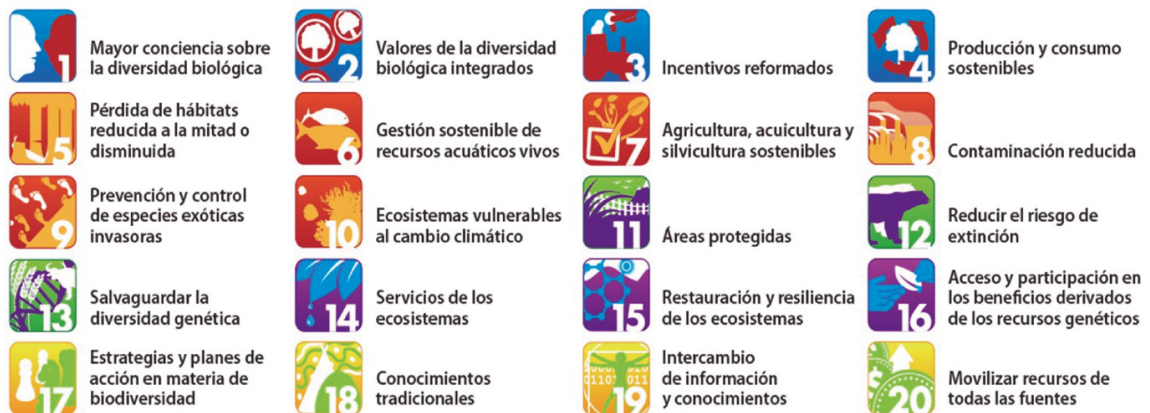 1
Mayor conciencia sobre
la diversidad biológica
2
Valores de la diversidad
biológica integrados
3
Incentivos reformados
4
Producción y consumo
sostenibles
5
Pérdida de hábitats
reducida a la mitad o
disminuida
6
Gestión sostenible de
recursos acuáticos vivos
7
Agricultura, acuicultura y
silvicultura sostenibles
8
Contaminación reducida
9
Prevención y control
de especies exóticas
invasoras
10
Ecosistemas vulnerables
al cambio climático
11
Áreas protegidas
12
Reducir el riesgo de
extinción
13
Salvaguardar la
diversidad genética
14
Servicios de los
ecosistemas
15
Restauración y resiliencia
de los ecosistemas
16
Acceso y participación en
los beneficios derivados
de los recursos genéticos
17
Estrategias y planes de
acción en materia de
biodiversidad
18
Conocimientos
tradicionales
19
Intercambio
de información
y conocimientos
20
Movilizar recursos de
todas las fuentes